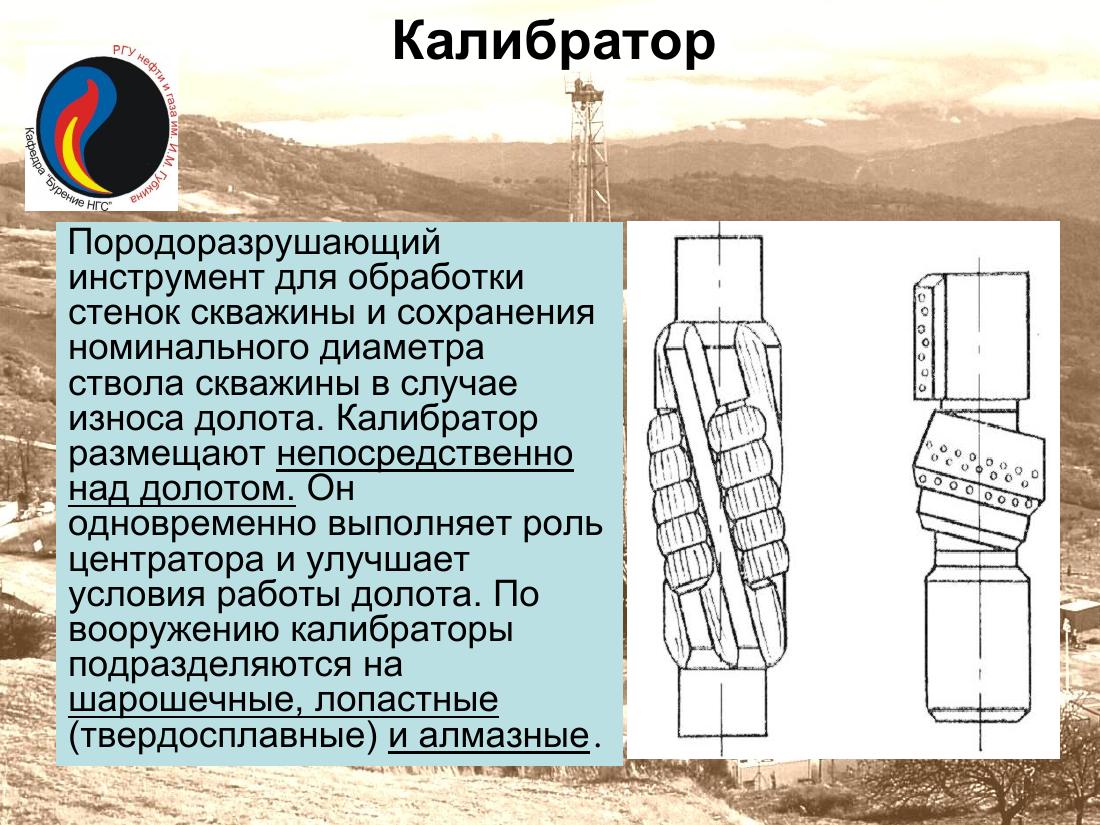 Калибратор
РГУ нефти и газа им. И.М. Губкина
Кафедра "Бурение НГС"
Породоразрушающий
инструмент для обработки
стенок скважины и сохранения
номинального диаметра
ствола скважины в случае
износа долота. Калибратор
размещают непосредственно
над долотом. Он
одновременно выполняет роль
центратора и улучшает
условия работы долота. По
вооружению калибраторы
подразделяются на
шарошечные, лопастные
(твердосплавные) и алмазные.